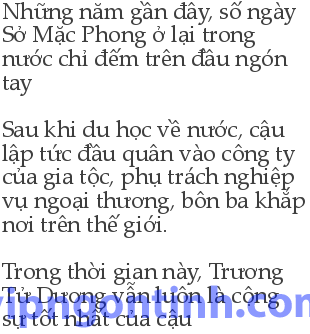 Những năm gần đây, số ngày
Sở Mặc Phong ở lại trong
nước chỉ đếm trên đầu ngón
tay
Sau khi du học về nước, cậu
lập tức đầu quân vào công ty
của gia tộc, phụ trách nghiệp
vụ ngoại thương, bôn ba khắp
nơi trên thế giới.
Trong thời gian này, Trương
Tử Dương vẫn luôn là cộng
sự tốt nhất của cậu